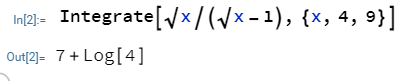 In[2]:= Integrate[√x/(√x-1), {x, 4, 9}]
Out[2]= 7+Log[4]